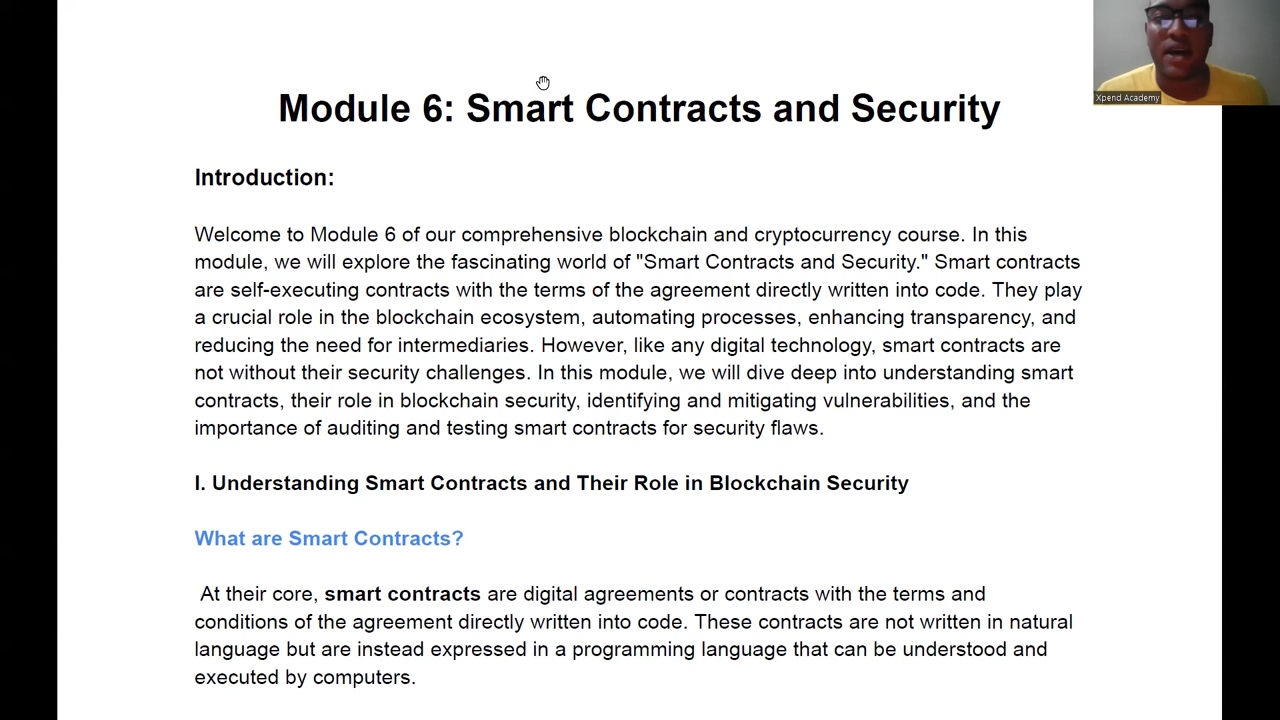 Module 6: Smart Contracts and Security
Xpend Academy
Introduction:
Welcome to Module 6 of our comprehensive blockchain and cryptocurrency course. In this
module, we will explore the fascinating world of "Smart Contracts and Security." Smart contracts
are self-executing contracts with the terms of the agreement directly written into code. They play
a crucial role in the blockchain ecosystem, automating processes, enhancing transparency, and
reducing the need for intermediaries. However, like any digital technology, smart contracts are
not without their security challenges. In this module, we will dive deep into understanding smart
contracts, their role in blockchain security, identifying and mitigating vulnerabilities, and the
importance of auditing and testing smart contracts for security flaws.
I. Understanding Smart Contracts and Their Role in Blockchain Security
What are Smart Contracts?
At their core, smart contracts are digital agreements or contracts with the terms and
conditions of the agreement directly written into code. These contracts are not written in natural
language but are instead expressed in a programming language that can be understood and
executed by computers.